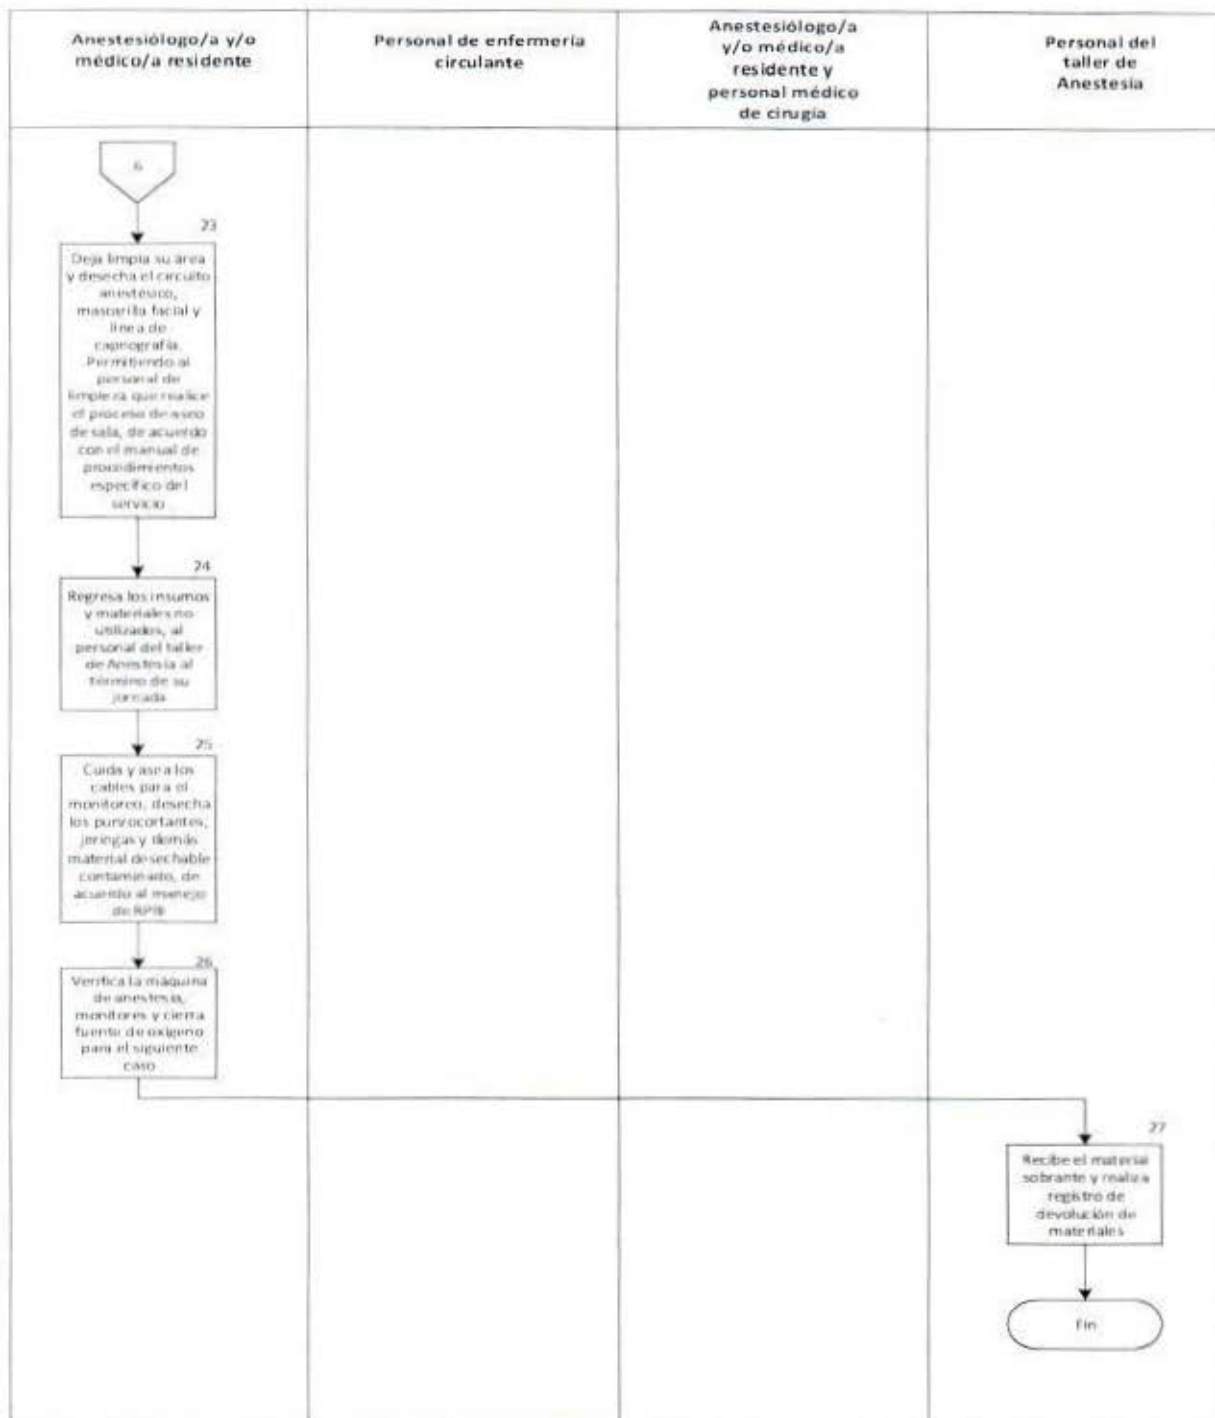 Anestesiólogo/a y/o
médico/a residente
Personal de enfermería
circulante
Anestesiólogo/a
y/o médico/a
residente y
personal médico
de cirugía
Personal del
taller de
Anestesia
6
23
Deja limpia su área
y desecha el circuito
anestésico,
mascarilla facial y
línea de
capnografía.
Permitiendo al
personal de
limpieza que realice
el proceso de aseo
de sala, de acuerdo
con el manual de
procedimientos
específico del
servicio
24
Regresa los insumos
y materiales no
utilizados, al
personal del taller
de Anestesia al
término de su
jornada
25
Cuida y asea los
cables para el
monitoreo, desecha
los punzocortantes,
jeringas y demás
material desechable
contaminado, de
acuerdo al manejo
de RPBI
26
Verifica la máquina
de anestesia,
monitores y cierra
fuente de oxígeno
para el siguiente
caso
27
Recibe el material
sobrante y realiza
registro de
devolución de
materiales
Fin